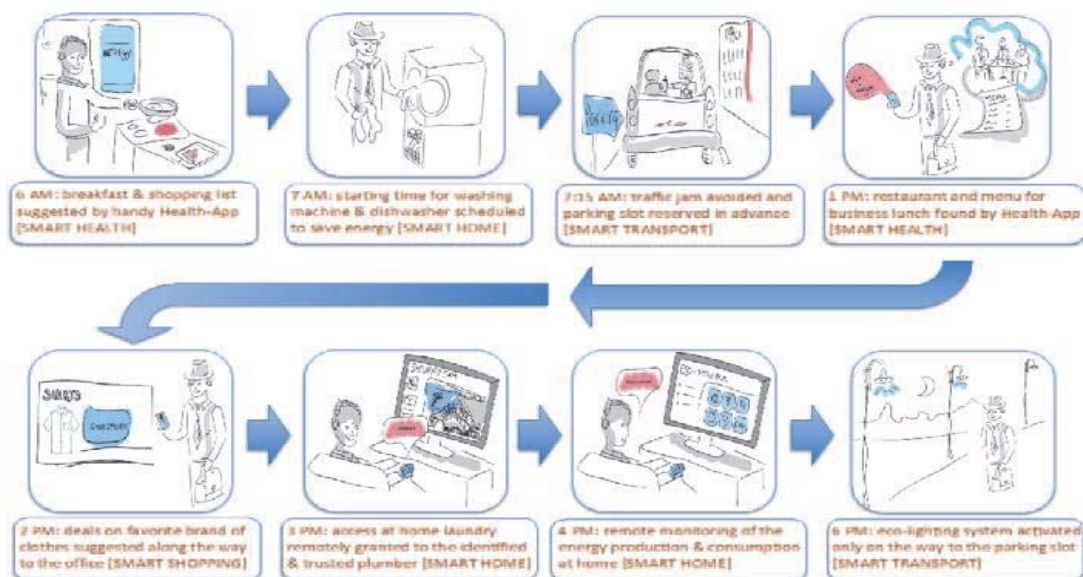 6 AM: breakfast & shopping list
suggested by handy Health-App
[SMART HEALTH]
7 AM: starting time for washing
machine & dishwasher scheduled
to save energy [SMART HOME]
7:15 AM: traffic jam avoided and
parking slot reserved in advance
[SMART TRANSPORT]
1 PM: restaurant and menu for
business lunch found by Health-App
[SMART HEALTH]
SHIRTS
2 PM: deals on favorite brand of
clothes suggested along the way
to the office [SMART SHOPPING]
3 PM: access at home laundry
remotely granted to the identified
& trusted plumber [SMART HOME]
4 PM: remote monitoring of the
energy production & consumption
at home [SMART HOME]
6 PM: eco-lighting system activated
only on the way to the parking slot
[SMART TRANSPORT]